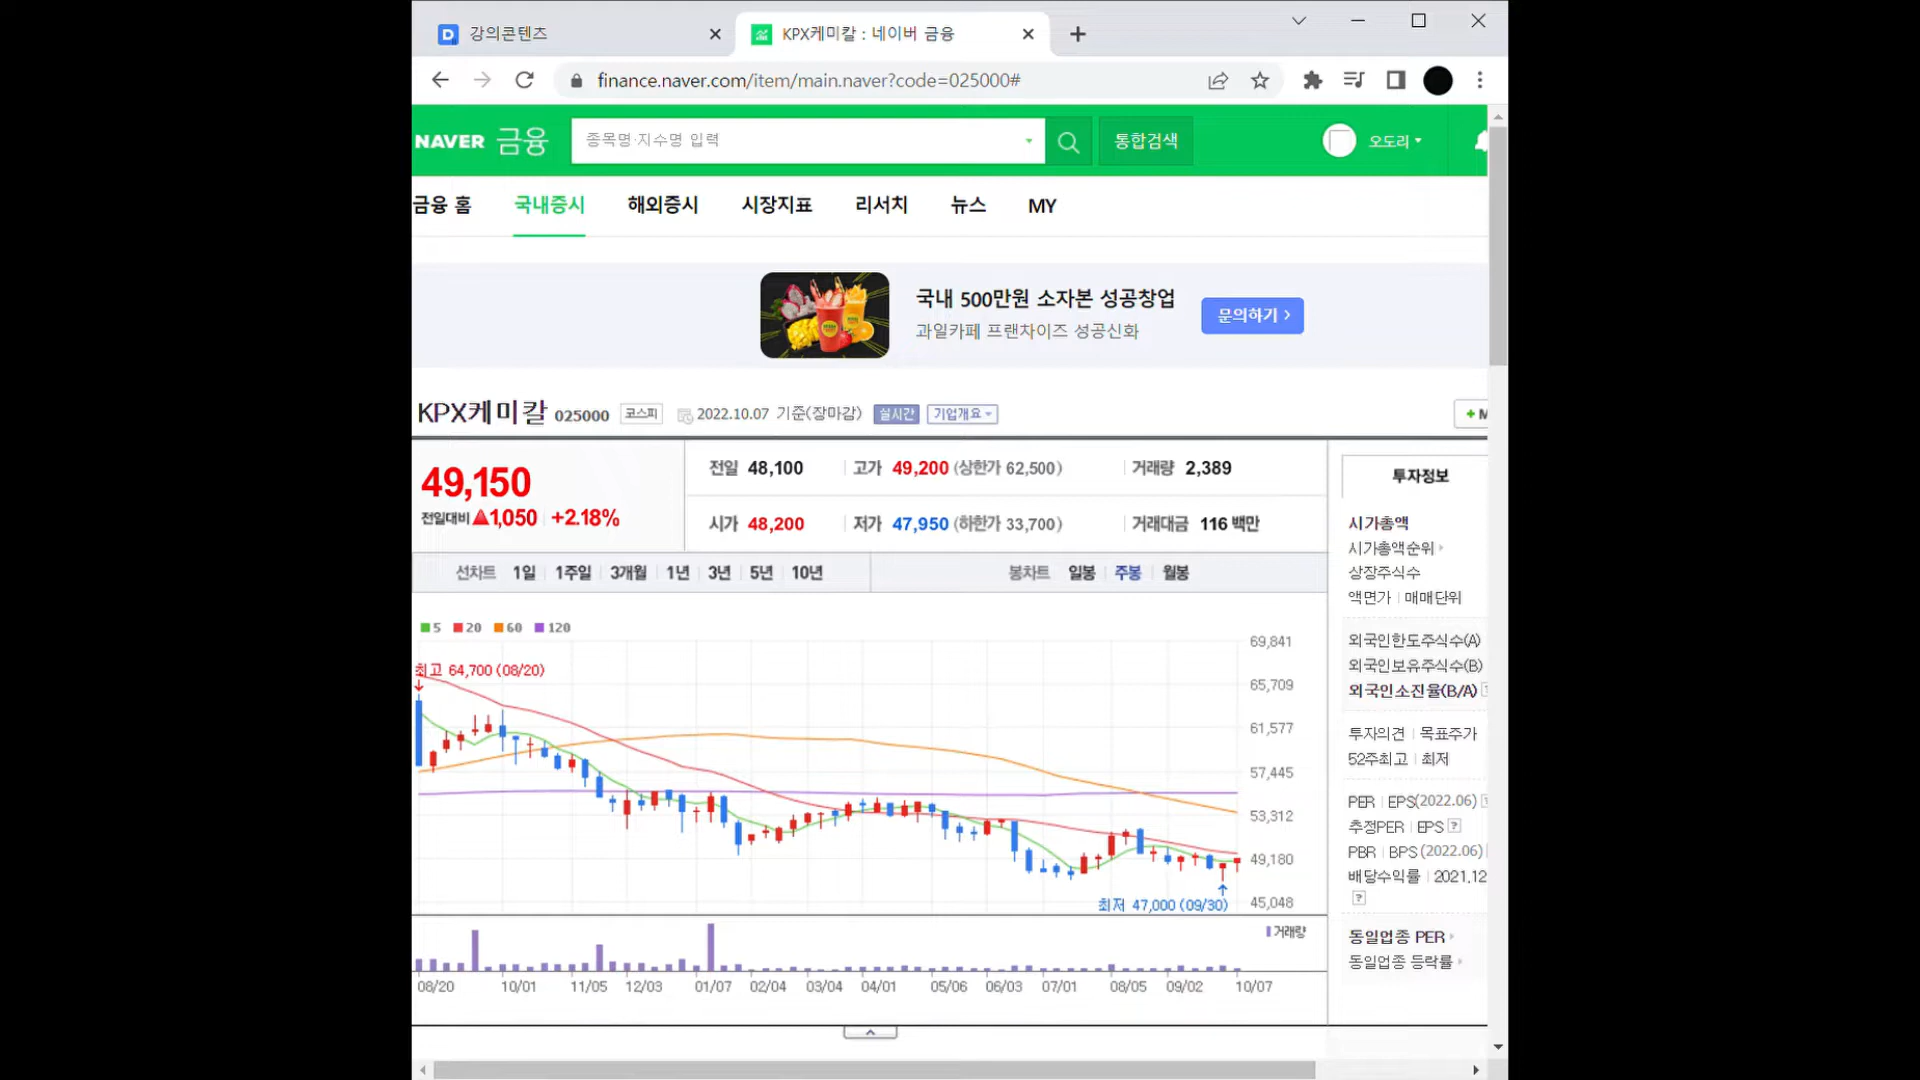 강의콘텐츠
KPX케미칼 : 네이버 금융
finance.naver.com/item/main.naver?code=025000#
NAVER 금융
종목명·지수명 입력
통합검색
오도리
금융 홈 국내증시 해외증시 시장지표 리서치 뉴스 MY
국내 500만원 소자본 성공창업
과일카페 프랜차이즈 성공신화
문의하기 >
KPX케미칼 025000 코스피 2022.10.07 기준(장마감) 실시간 기업개요
+ M
49,150
전일대비 ▲1,050 +2.18%
전일 48,100 고가 49,200 (상한가 62,500) 거래량 2,389
시가 48,200 저가 47,950 (하한가 33,700) 거래대금 116 백만
선차트 1일 1주일 3개월 1년 3년 5년 10년
봉차트 일봉 주봉 월봉
5 20 60 120
최고 64,700 (08/20)
69,841
65,709
61,577
57,445
53,312
49,180
45,048
최저 47,000 (09/30)
거래량
08/20 10/01 11/05 12/03 01/07 02/04 03/04 04/01 05/06 06/03 07/01 08/05 09/02 10/07
투자정보
시가총액
시가총액순위
상장주식수
액면가 | 매매단위
외국인한도주식수(A)
외국인보유주식수(B)
외국인소진율(B/A) ?
투자의견 | 목표주가
52주최고 | 최저
PER | EPS(2022.06) ?
추정PER | EPS ?
PBR | BPS (2022.06)
배당수익률 | 2021.12
?
동일업종 PER
동일업종 등락률